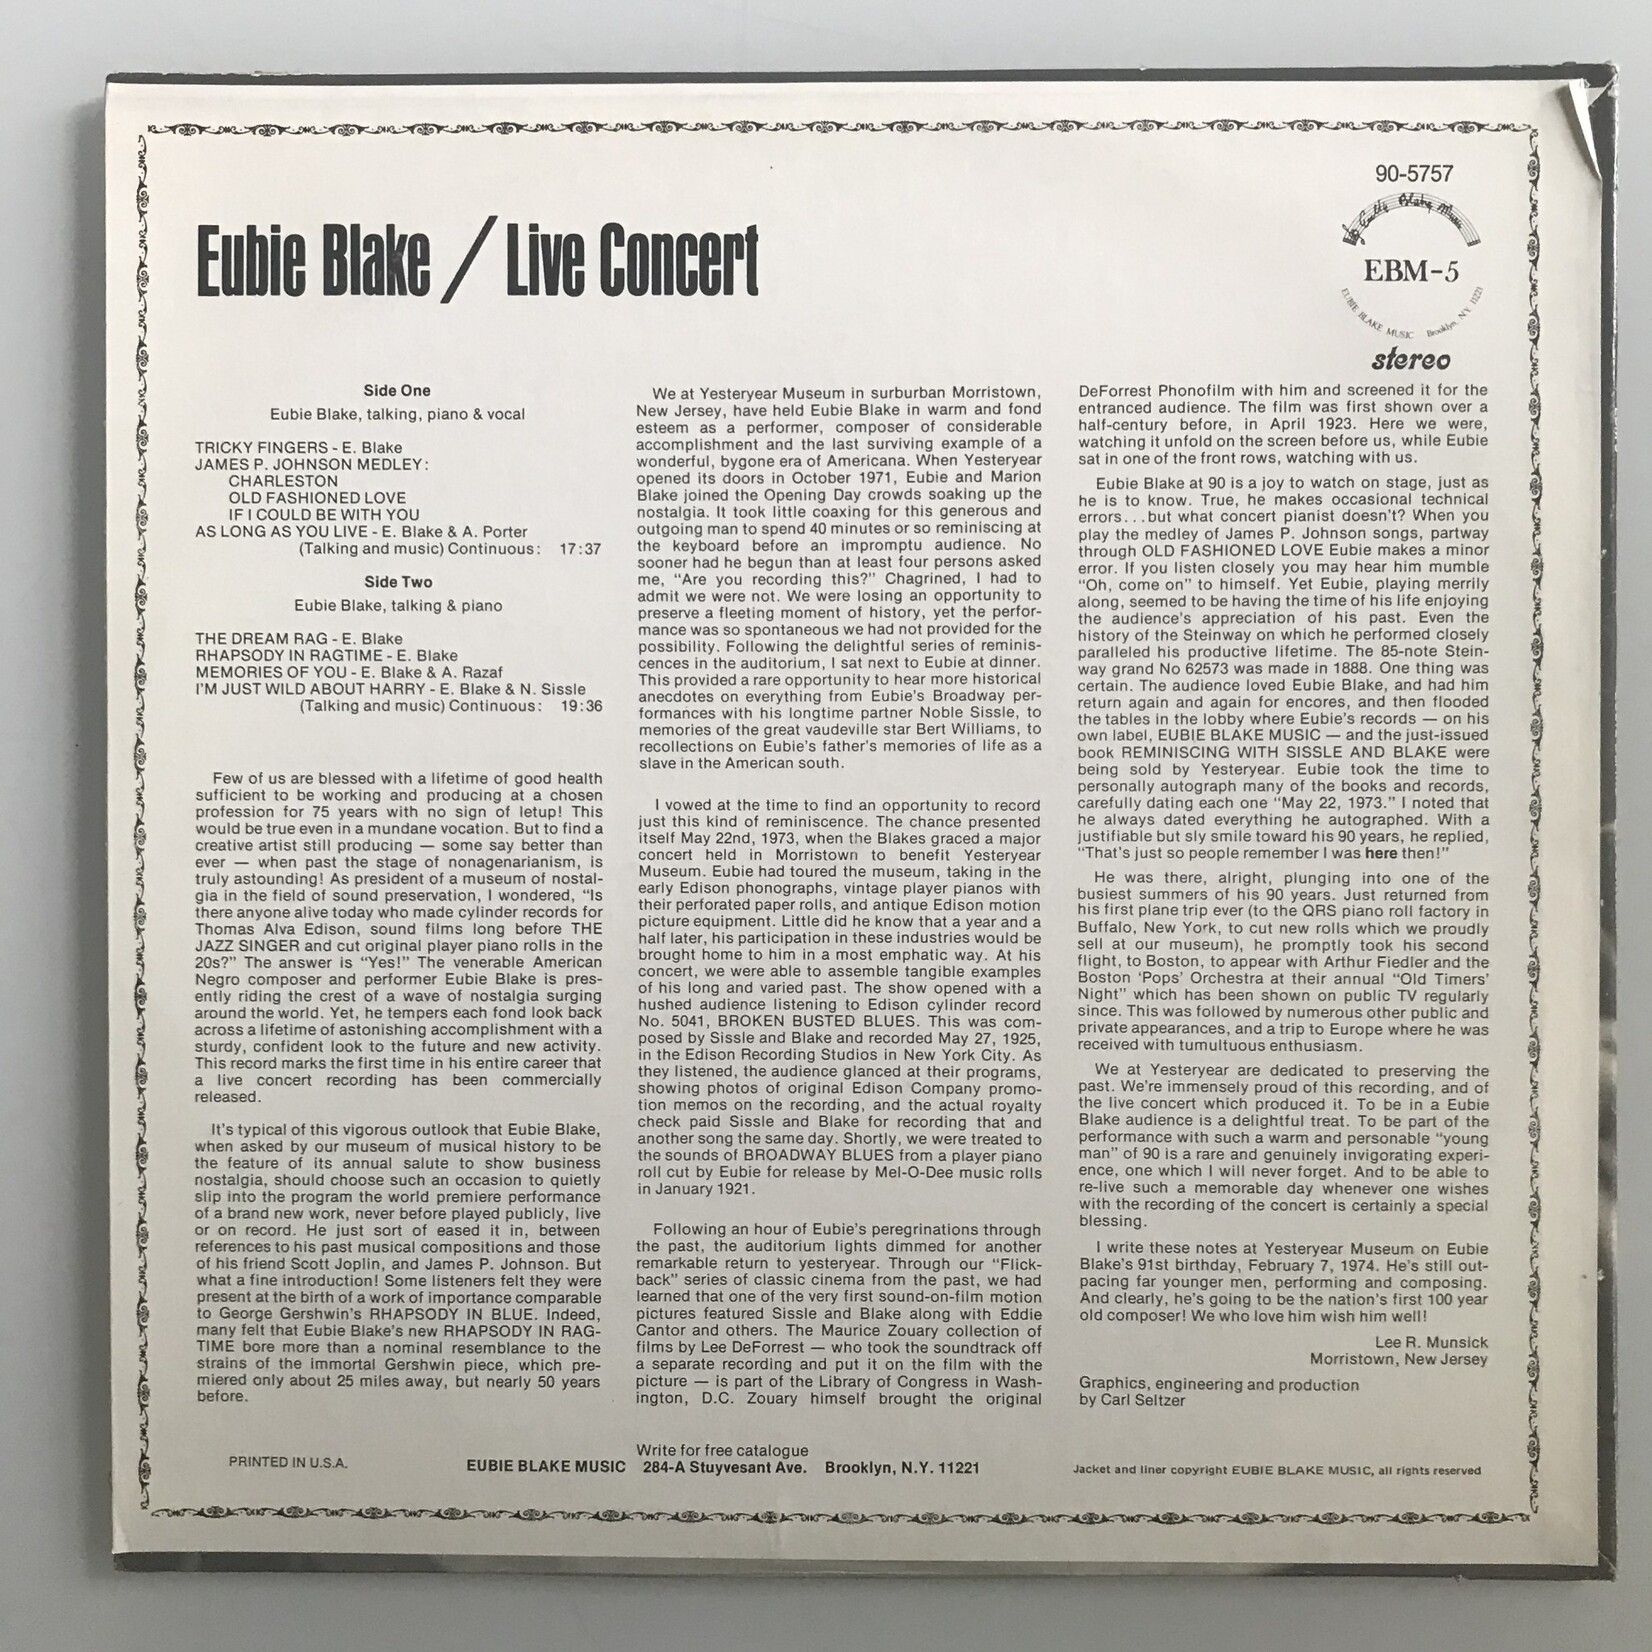 90-5757
Eubie Blake Music
EBM-5
EUBIE BLAKE MUSIC Brooklyn, N.Y. 11221
stereo
Eubie Blake / Live Concert
Side One
Eubie Blake, talking, piano & vocal
TRICKY FINGERS - E. Blake
JAMES P. JOHNSON MEDLEY:
CHARLESTON
OLD FASHIONED LOVE
IF I COULD BE WITH YOU
AS LONG AS YOU LIVE - E. Blake & A. Porter
(Talking and music) Continuous: 17:37
Side Two
Eubie Blake, talking & piano
THE DREAM RAG - E. Blake
RHAPSODY IN RAGTIME - E. Blake
MEMORIES OF YOU - E. Blake & A. Razaf
I'M JUST WILD ABOUT HARRY - E. Blake & N. Sissle
(Talking and music) Continuous: 19:36
Few of us are blessed with a lifetime of good health
sufficient to be working and producing at a chosen
profession for 75 years with no sign of letup! This
would be true even in a mundane vocation. But to find a
creative artist still producing — some say better than
ever — when past the stage of nonagenarianism, is
truly astounding! As president of a museum of nostal-
gia in the field of sound preservation, I wondered, "Is
there anyone alive today who made cylinder records for
Thomas Alva Edison, sound films long before THE
JAZZ SINGER and cut original player piano rolls in the
20s?" The answer is "Yes!" The venerable American
Negro composer and performer Eubie Blake is pres-
ently riding the crest of a wave of nostalgia surging
around the world. Yet, he tempers each fond look back
across a lifetime of astonishing accomplishment with a
sturdy, confident look to the future and new activity.
This record marks the first time in his entire career that
a live concert recording has been commercially
released.
It's typical of this vigorous outlook that Eubie Blake,
when asked by our museum of musical history to be
the feature of its annual salute to show business
nostalgia, should choose such an occasion to quietly
slip into the program the world premiere performance
of a brand new work, never before played publicly, live
or on record. He just sort of eased it in, between
references to his past musical compositions and those
of his friend Scott Joplin, and James P. Johnson. But
what a fine introduction! Some listeners felt they were
present at the birth of a work of importance comparable
to George Gershwin's RHAPSODY IN BLUE. Indeed,
many felt that Eubie Blake's new RHAPSODY IN RAG-
TIME bore more than a nominal resemblance to the
strains of the immortal Gershwin piece, which pre-
miered only about 25 miles away, but nearly 50 years
before.
We at Yesteryear Museum in surburban Morristown,
New Jersey, have held Eubie Blake in warm and fond
esteem as a performer, composer of considerable
accomplishment and the last surviving example of a
wonderful, bygone era of Americana. When Yesteryear
opened its doors in October 1971, Eubie and Marion
Blake joined the Opening Day crowds soaking up the
nostalgia. It took little coaxing for this generous and
outgoing man to spend 40 minutes or so reminiscing at
the keyboard before an impromptu audience. No
sooner had he begun than at least four persons asked
me, "Are you recording this?" Chagrined, I had to
admit we were not. We were losing an opportunity to
preserve a fleeting moment of history, yet the perfor-
mance was so spontaneous we had not provided for the
possibility. Following the delightful series of reminis-
cences in the auditorium, I sat next to Eubie at dinner.
This provided a rare opportunity to hear more historical
anecdotes on everything from Eubie's Broadway per-
formances with his longtime partner Noble Sissle, to
memories of the great vaudeville star Bert Williams, to
recollections on Eubie's father's memories of life as a
slave in the American south.
I vowed at the time to find an opportunity to record
just this kind of reminiscence. The chance presented
itself May 22nd, 1973, when the Blakes graced a major
concert held in Morristown to benefit Yesteryear
Museum. Eubie had toured the museum, taking in the
early Edison phonographs, vintage player pianos with
their perforated paper rolls, and antique Edison motion
picture equipment. Little did he know that a year and a
half later, his participation in these industries would be
brought home to him in a most emphatic way. At his
concert, we were able to assemble tangible examples
of his long and varied past. The show opened with a
hushed audience listening to Edison cylinder record
No. 5041, BROKEN BUSTED BLUES. This was com-
posed by Sissle and Blake and recorded May 27, 1925,
in the Edison Recording Studios in New York City. As
they listened, the audience glanced at their programs,
showing photos of original Edison Company promo-
tion memos on the recording, and the actual royalty
check paid Sissle and Blake for recording that and
another song the same day. Shortly, we were treated to
the sounds of BROADWAY BLUES from a player piano
roll cut by Eubie for release by Mel-O-Dee music rolls
in January 1921.
Following an hour of Eubie's peregrinations through
the past, the auditorium lights dimmed for another
remarkable return to yesteryear. Through our "Flick-
back" series of classic cinema from the past, we had
learned that one of the very first sound-on-film motion
pictures featured Sissle and Blake along with Eddie
Cantor and others. The Maurice Zouary collection of
films by Lee DeForrest — who took the soundtrack off
a separate recording and put it on the film with the
picture — is part of the Library of Congress in Wash-
ington, D.C. Zouary himself brought the original
DeForrest Phonofilm with him and screened it for the
entranced audience. The film was first shown over a
half-century before, in April 1923. Here we were,
watching it unfold on the screen before us, while Eubie
sat in one of the front rows, watching with us.
Eubie Blake at 90 is a joy to watch on stage, just as
he is to know. True, he makes occasional technical
errors...but what concert pianist doesn't? When you
play the medley of James P. Johnson songs, partway
through OLD FASHIONED LOVE Eubie makes a minor
error. If you listen closely you may hear him mumble
"Oh, come on" to himself. Yet Eubie, playing merrily
along, seemed to be having the time of his life enjoying
the audience's appreciation of his past. Even the
history of the Steinway on which he performed closely
paralleled his productive lifetime. The 85-note Stein-
way grand No 62573 was made in 1888. One thing was
certain. The audience loved Eubie Blake, and had him
return again and again for encores, and then flooded
the tables in the lobby where Eubie's records — on his
own label, EUBIE BLAKE MUSIC — and the just-issued
book REMINISCING WITH SISSLE AND BLAKE were
being sold by Yesteryear. Eubie took the time to
personally autograph many of the books and records,
carefully dating each one "May 22, 1973." I noted that
he always dated everything he autographed. With a
justifiable but sly smile toward his 90 years, he replied,
"That's just so people remember I was here then!"
He was there, alright, plunging into one of the
busiest summers of his 90 years. Just returned from
his first plane trip ever (to the QRS piano roll factory in
Buffalo, New York, to cut new rolls which we proudly
sell at our museum), he promptly took his second
flight, to Boston, to appear with Arthur Fiedler and the
Boston 'Pops' Orchestra at their annual "Old Timers'
Night" which has been shown on public TV regularly
since. This was followed by numerous other public and
private appearances, and a trip to Europe where he was
received with tumultuous enthusiasm.
We at Yesteryear are dedicated to preserving the
past. We're immensely proud of this recording, and of
the live concert which produced it. To be in a Eubie
Blake audience is a delightful treat. To be part of the
performance with such a warm and personable "young
man" of 90 is a rare and genuinely invigorating experi-
ence, one which I will never forget. And to be able to
re-live such a memorable day whenever one wishes
with the recording of the concert is certainly a special
blessing.
I write these notes at Yesteryear Museum on Eubie
Blake's 91st birthday, February 7, 1974. He's still out-
pacing far younger men, performing and composing.
And clearly, he's going to be the nation's first 100 year
old composer! We who love him wish him well!
Lee R. Munsick
Morristown, New Jersey
Graphics, engineering and production
by Carl Seltzer
Write for free catalogue
PRINTED IN U.S.A.
EUBIE BLAKE MUSIC 284-A Stuyvesant Ave. Brooklyn, N.Y. 11221
Jacket and liner copyright EUBIE BLAKE MUSIC, all rights reserved